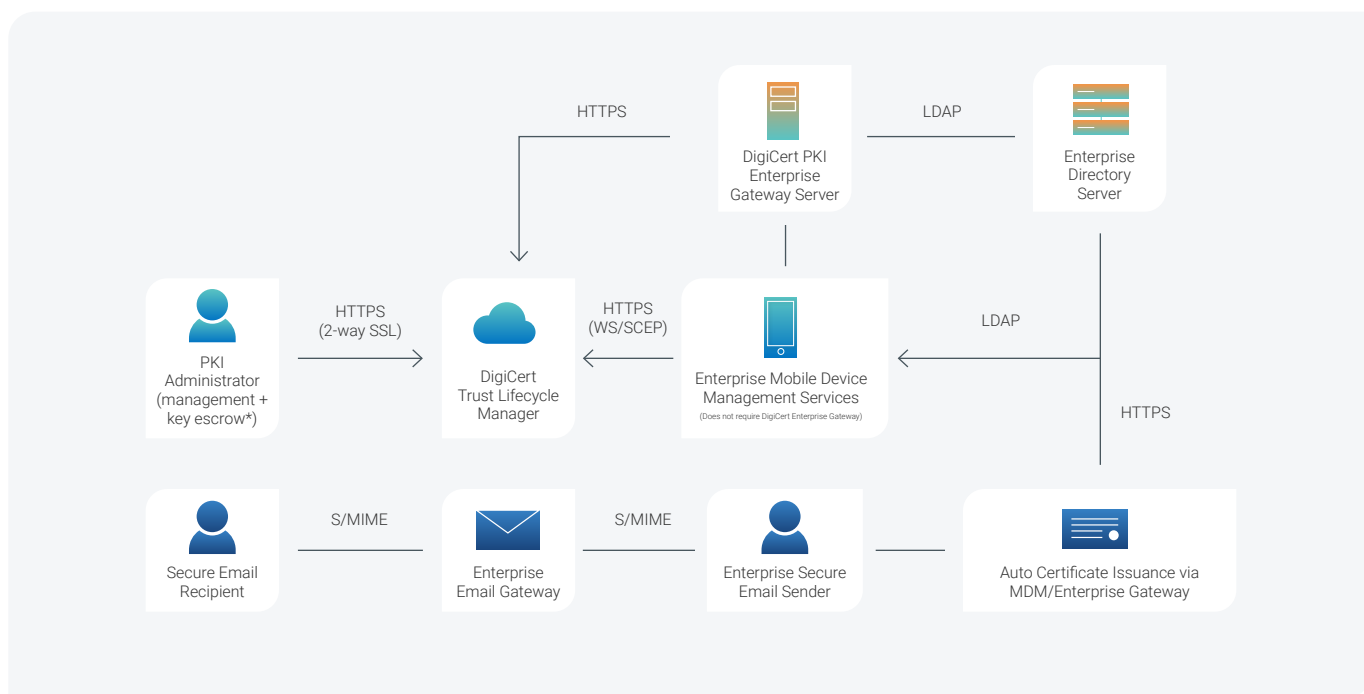 HTTPS
LDAP
DigiCert PKI
Enterprise
Gateway Server
Enterprise
Directory
Server
HTTPS
(2-way SSL)
HTTPS
(WS/SCEP)
LDAP
PKI
Administrator
(management +
key escrow*)
DigiCert
Trust Lifecycle
Manager
Enterprise Mobile Device
Management Services
(Does not require DigiCert Enterprise Gateway)
HTTPS
S/MIME
S/MIME
Secure Email
Recipient
Enterprise
Email Gateway
Enterprise Secure
Email Sender
Auto Certificate Issuance via
MDM/Enterprise Gateway